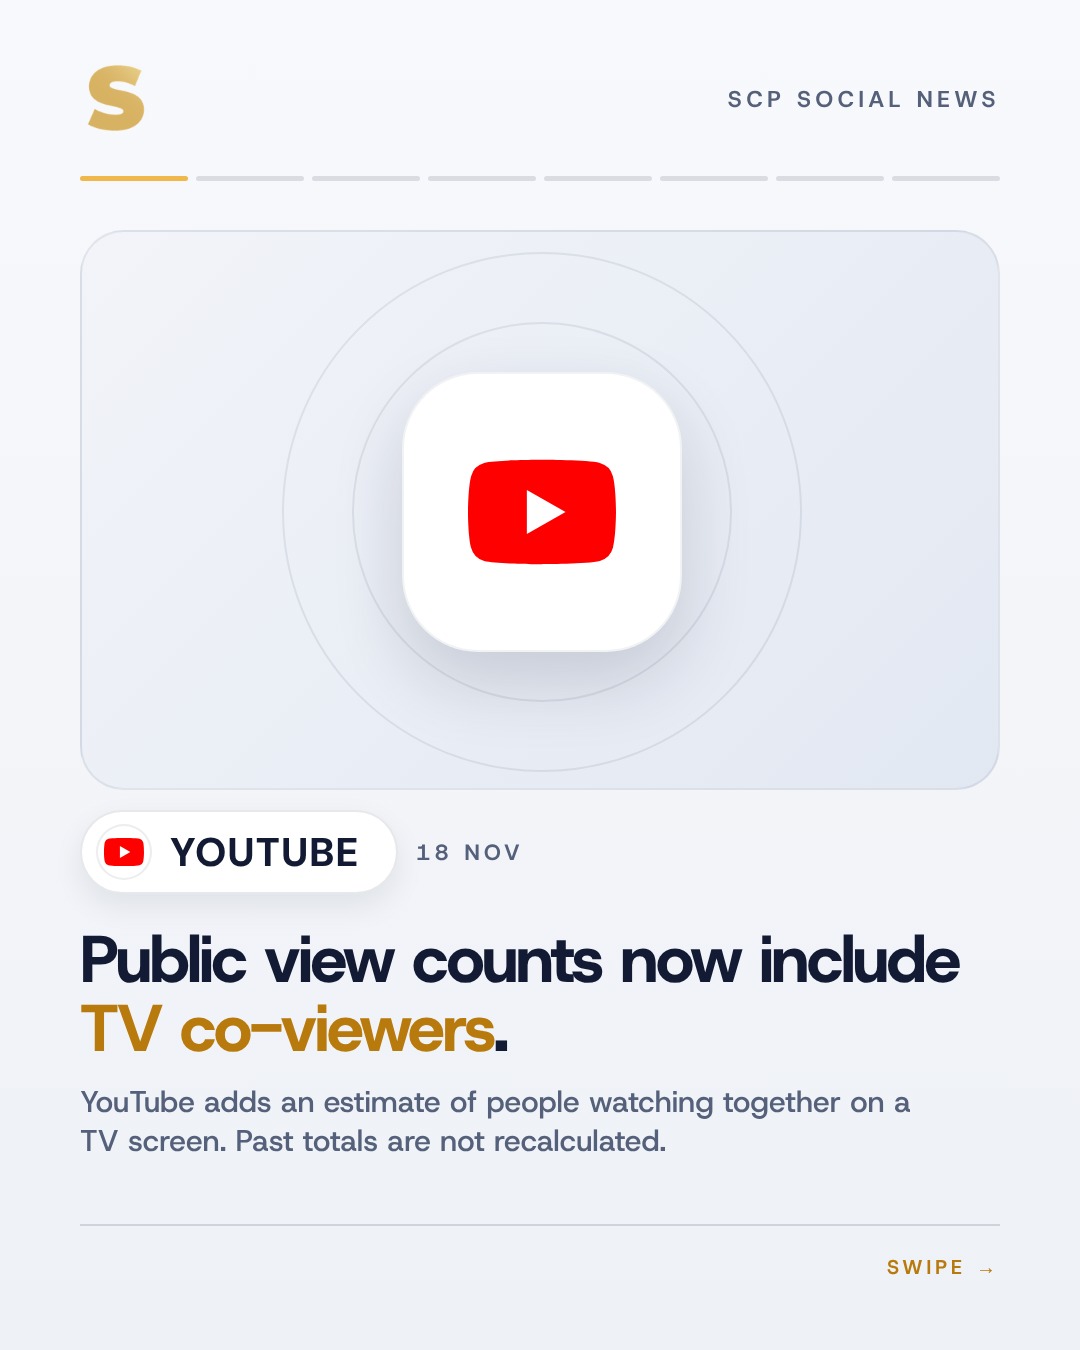 S
SCP SOCIAL NEWS
YOUTUBE
18 NOV
Public view counts now include
TV co-viewers.
YouTube adds an estimate of people watching together on a
TV screen. Past totals are not recalculated.
SWIPE →